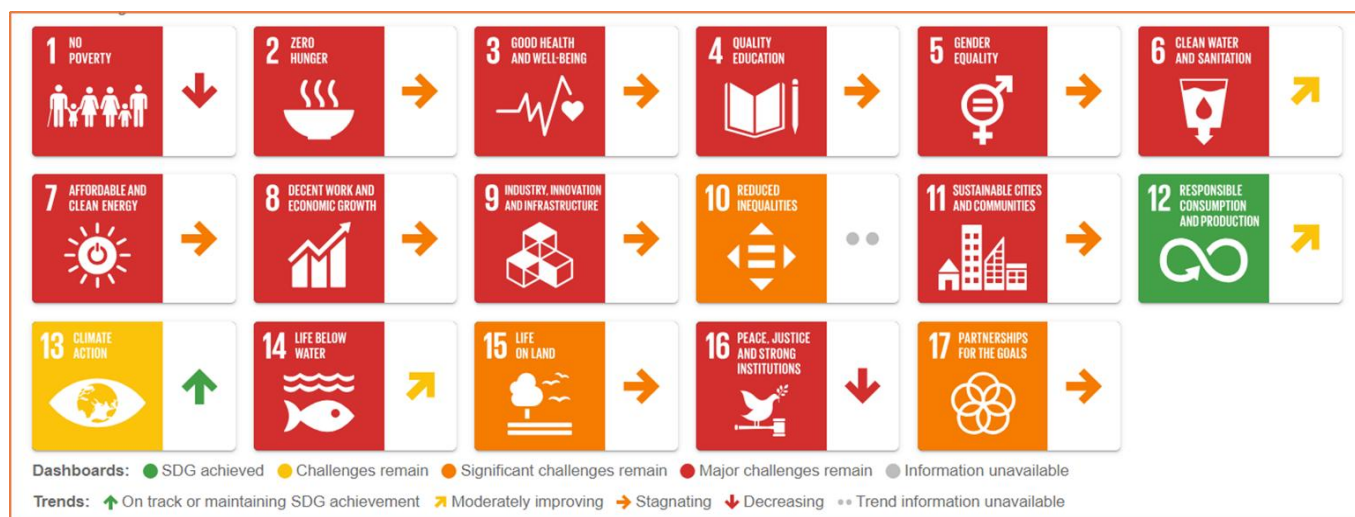 1 NO POVERTY
2 ZERO HUNGER
3 GOOD HEALTH AND WELL-BEING
4 QUALITY EDUCATION
5 GENDER EQUALITY
6 CLEAN WATER AND SANITATION
7 AFFORDABLE AND CLEAN ENERGY
8 DECENT WORK AND ECONOMIC GROWTH
9 INDUSTRY, INNOVATION AND INFRASTRUCTURE
10 REDUCED INEQUALITIES
11 SUSTAINABLE CITIES AND COMMUNITIES
12 RESPONSIBLE CONSUMPTION AND PRODUCTION
13 CLIMATE ACTION
14 LIFE BELOW WATER
15 LIFE ON LAND
16 PEACE, JUSTICE AND STRONG INSTITUTIONS
17 PARTNERSHIPS FOR THE GOALS
Dashboards: SDG achieved Challenges remain Significant challenges remain Major challenges remain Information unavailable
Trends: On track or maintaining SDG achievement Moderately improving Stagnating Decreasing Trend information unavailable